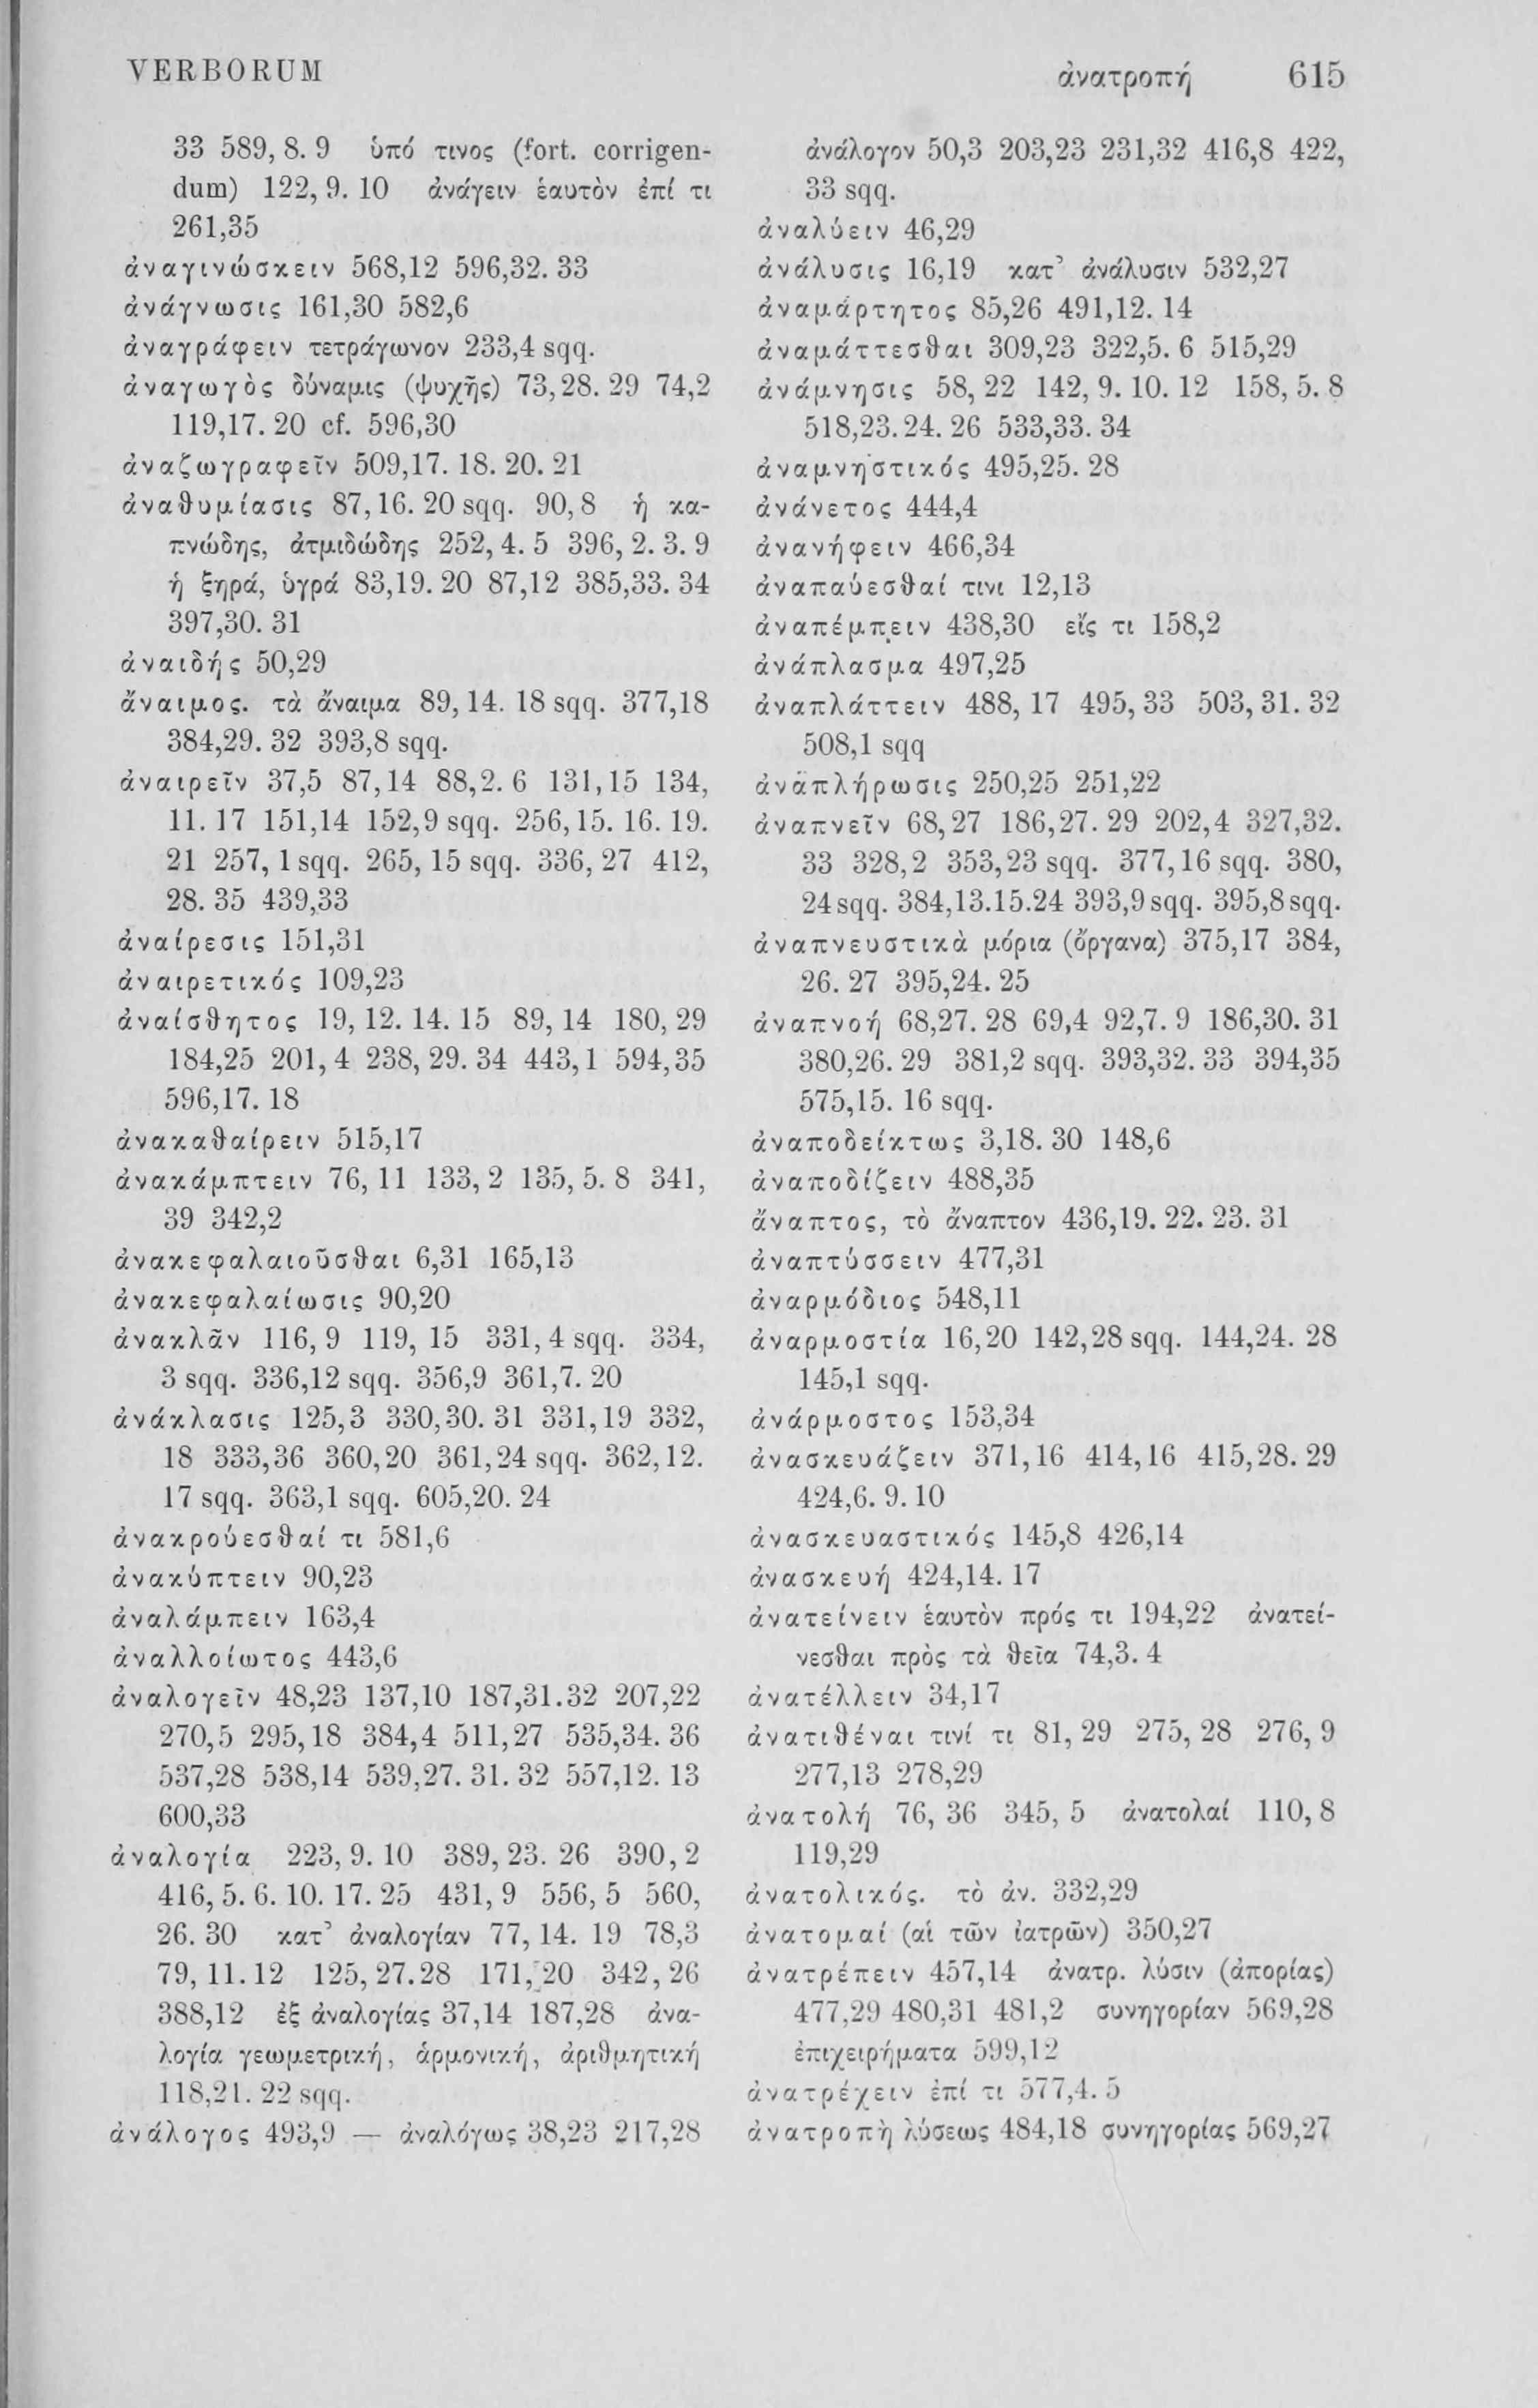 VERBORUM ἀνατροπή 615
33 589, 8. 9 ὑπό τινος (fort. corrigen-
dum) 122, 9. 10 ἀνάγειν ἑαυτὸν ἐπί τι
261,35
ἀναγινώσκειν 568,12 596,32. 33
ἀνάγνωσις 161,30 582,6
ἀναγράφειν τετράγωνον 233,4 sqq.
ἀναγωγὸς δύναμις (ψυχῆς) 73,28. 29 74,2
119,17. 20 cf. 596,30
ἀναζωγραφεῖν 509,17. 18. 20. 21
ἀναθυμίασις 87,16. 20 sqq. 90,8 ἡ κα-
πνώδης, ἀτμιδώδης 252, 4. 5 396, 2. 3. 9
ἡ ξηρά, ὑγρά 83,19. 20 87,12 385,33. 34
397,30. 31
ἀναιδής 50,29
ἄναιμος. τὰ ἄναιμα 89,14. 18 sqq. 377,18
384,29. 32 393,8 sqq.
ἀναιρεῖν 37,5 87,14 88,2. 6 131,15 134,
11. 17 151,14 152,9 sqq. 256,15. 16. 19.
21 257, 1 sqq. 265, 15 sqq. 336, 27 412,
28. 35 439,33
ἀναίρεσις 151,31
ἀναιρετικός 109,23
ἀναίσθητος 19, 12. 14. 15 89, 14 180, 29
184,25 201, 4 238, 29. 34 443, 1 594,35
596,17. 18
ἀνακαθαίρειν 515,17
ἀνακάμπτειν 76, 11 133, 2 135, 5. 8 341,
39 342,2
ἀνακεφαλαιοῦσθαι 6,31 165,13
ἀνακεφαλαίωσις 90,20
ἀνακλᾶν 116, 9 119, 15 331, 4 sqq. 334,
3 sqq. 336,12 sqq. 356,9 361,7. 20
ἀνάκλασις 125,3 330,30. 31 331,19 332,
18 333,36 360,20 361,24 sqq. 362,12.
17 sqq. 363,1 sqq. 605,20. 24
ἀνακρούεσθαί τι 581,6
ἀνακύπτειν 90,23
ἀναλάμπειν 163,4
ἀναλλοίωτος 443,6
ἀναλογεῖν 48,23 137,10 187,31.32 207,22
270,5 295,18 384,4 511,27 535,34. 36
537,28 538,14 539,27. 31. 32 557,12. 13
600,33
ἀναλογία 223, 9. 10 389, 23. 26 390, 2
416, 5. 6. 10. 17. 25 431, 9 556, 5 560,
26. 30 κατ’ ἀναλογίαν 77, 14. 19 78,3
79, 11.12 125, 27.28 171, 20 342, 26
388,12 ἐξ ἀναλογίας 37,14 187,28 ἀνα-
λογία γεωμετρική, ἁρμονική, ἀριθμητική
118,21. 22 sqq.
ἀνάλογος 493,9 — ἀναλόγως 38,23 217,28
ἀνάλογον 50,3 203,23 231,32 416,8 422,
33 sqq.
ἀναλύειν 46,29
ἀνάλυσις 16,19 κατ’ ἀνάλυσιν 532,27
ἀναμάρτητος 85,26 491,12. 14
ἀναμάττεσθαι 309,23 322,5. 6 515,29
ἀνάμνησις 58, 22 142, 9. 10. 12 158, 5. 8
518,23. 24. 26 533,33. 34
ἀναμνηστικός 495,25. 28
ἀνάνετος 444,4
ἀνανήφειν 466,34
ἀναπαύεσθαί τινι 12,13
ἀναπέμπειν 438,30 εἴς τι 158,2
ἀνάπλασμα 497,25
ἀναπλάττειν 488, 17 495, 33 503, 31. 32
508,1 sqq
ἀναπλήρωσις 250,25 251,22
ἀναπνεῖν 68,27 186,27. 29 202,4 327,32.
33 328,2 353,23 sqq. 377,16 sqq. 380,
24 sqq. 384,13.15.24 393,9 sqq. 395,8 sqq.
ἀναπνευστικὰ μόρια (ὄργανα) 375,17 384,
26. 27 395,24. 25
ἀναπνοή 68,27. 28 69,4 92,7. 9 186,30. 31
380,26. 29 381,2 sqq. 393,32. 33 394,35
575,15. 16 sqq.
ἀναποδείκτως 3,18. 30 148,6
ἀναποδίζειν 488,35
ἄναπτος, τὸ ἄναπτον 436,19. 22. 23. 31
ἀναπτύσσειν 477,31
ἀναρμόδιος 548,11
ἀναρμοστία 16,20 142,28 sqq. 144,24. 28
145,1 sqq.
ἀνάρμοστος 153,34
ἀνασκευάζειν 371,16 414,16 415,28. 29
424,6. 9. 10
ἀνασκευαστικός 145,8 426,14
ἀνασκευή 424,14. 17
ἀνατείνειν ἑαυτὸν πρός τι 194,22 ἀνατεί-
νεσθαι πρὸς τὰ θεῖα 74,3. 4
ἀνατέλλειν 34,17
ἀνατιθέναι τινί τι 81, 29 275, 28 276, 9
277,13 278,29
ἀνατολή 76, 36 345, 5 ἀνατολαί 110, 8
119,29
ἀνατολικός. τὸ ἀν. 332,29
ἀνατομαί (αἱ τῶν ἰατρῶν) 350,27
ἀνατρέπειν 457,14 ἀνατρ. λύσιν (ἀπορίας)
477,29 480,31 481,2 συνηγορίαν 569,28
ἐπιχειρήματα 599,12
ἀνατρέχειν ἐπί τι 577,4. 5
ἀνατροπὴ λύσεως 484,18 συνηγορίας 569,27